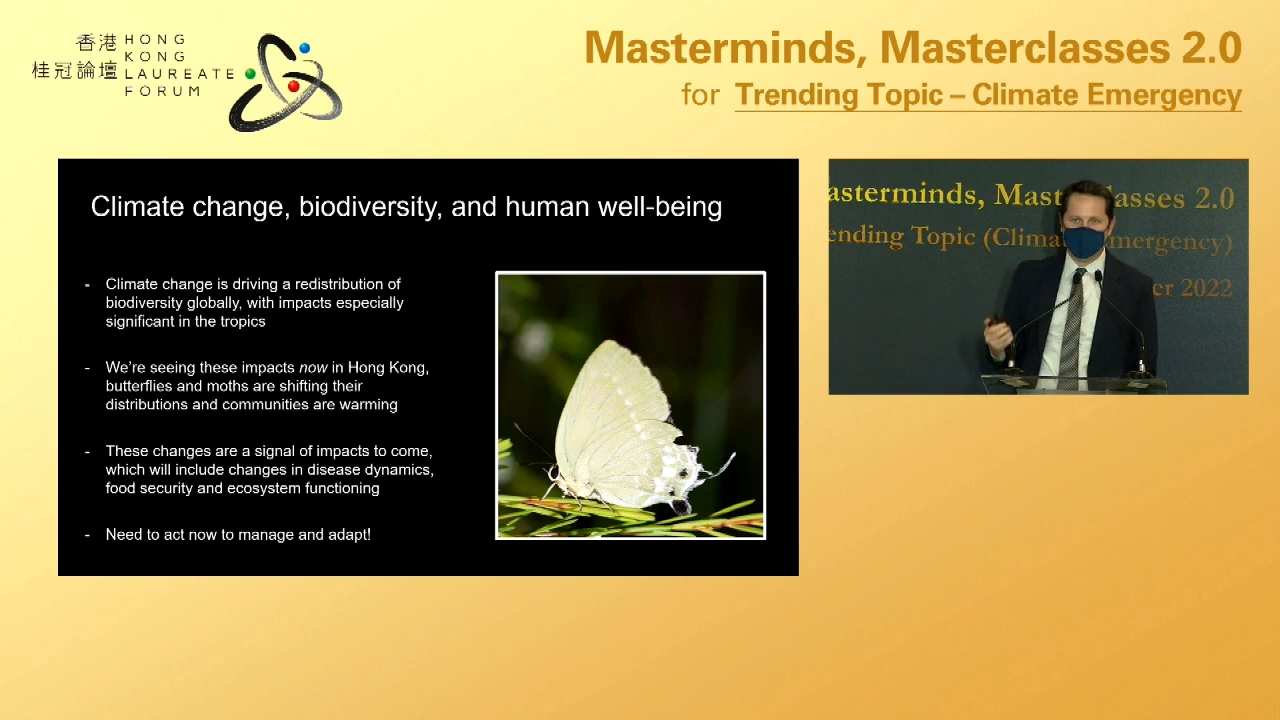 香港
桂冠論壇
HONG
KONG
LAUREATE
FORUM
Masterminds, Masterclasses 2.0
for Trending Topic – Climate Emergency
Climate change, biodiversity, and human well-being
- Climate change is driving a redistribution of
biodiversity globally, with impacts especially
significant in the tropics
- We're seeing these impacts now in Hong Kong,
butterflies and moths are shifting their
distributions and communities are warming
- These changes are a signal of impacts to come,
which will include changes in disease dynamics,
food security and ecosystem functioning
- Need to act now to manage and adapt!
asterminds, Mast asses 2.0
ending Topic (Clima mergency)
er 2022